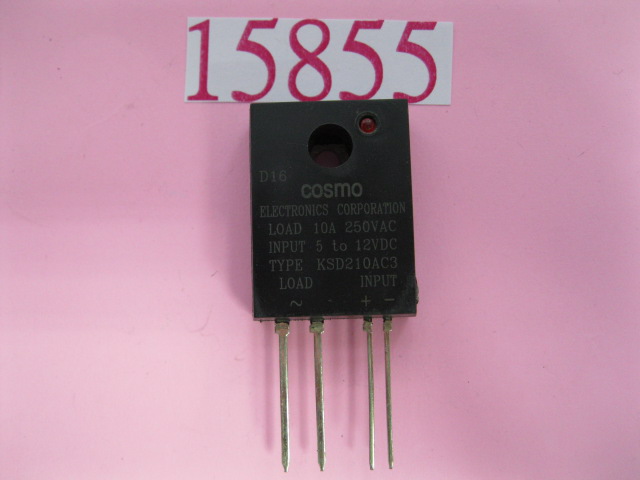 15855
D16
cosmo
ELECTRONICS CORPORATION
LOAD 10A 250VAC
INPUT 5 to 12VDC
TYPE KSD210AC3
LOAD INPUT
~ + −